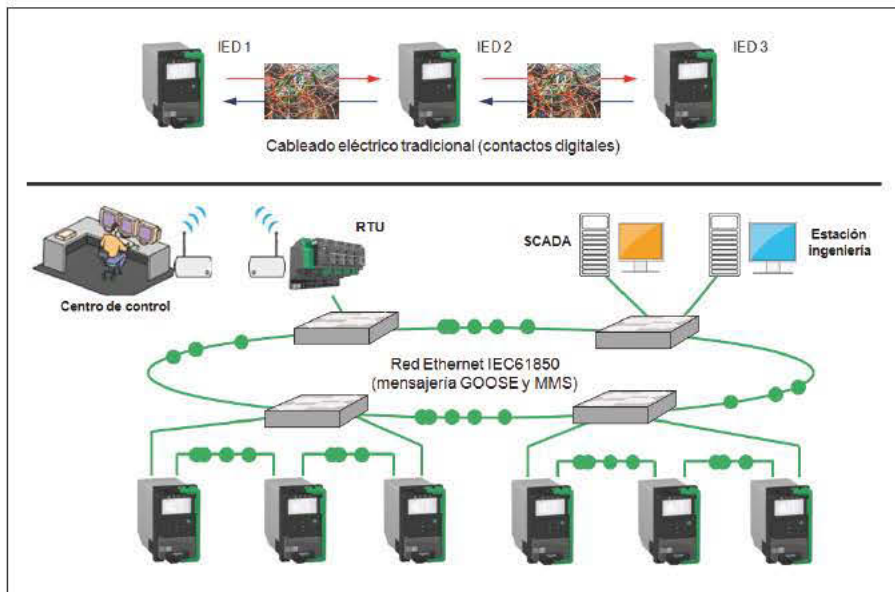 IED 1
IED 2
IED 3
Cableado eléctrico tradicional (contactos digitales)
RTU
SCADA
Estación
ingeniería
Centro de control
Red Ethernet IEC61850
(mensajería GOOSE y MMS)